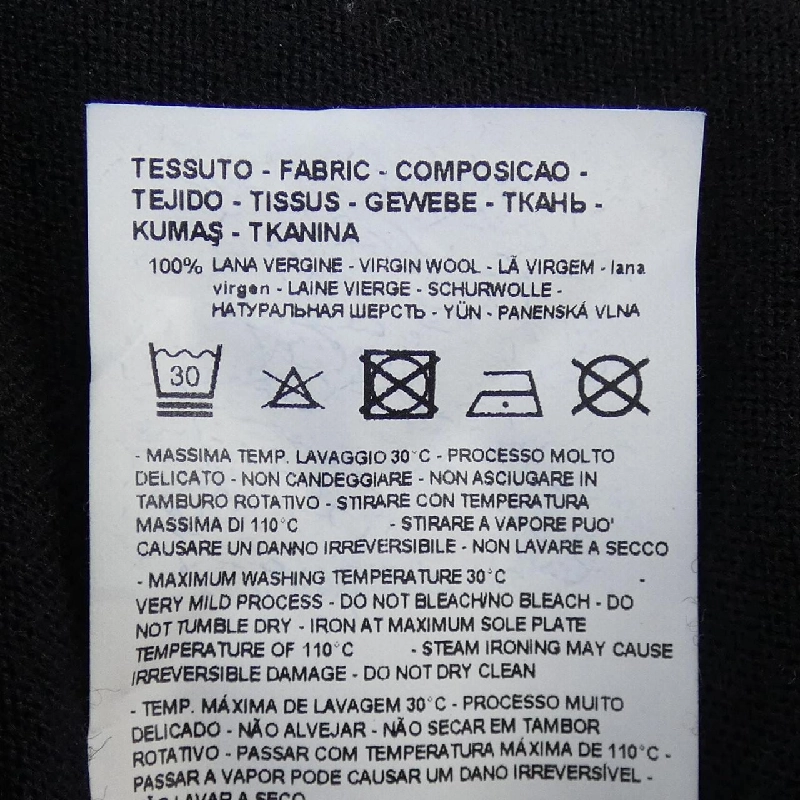 TESSUTO - FABRIC - COMPOSICAO -
TEJIDO - TISSUS - GEWEBE - ТКАНЬ -
KUMAŞ - TKANINA
100% LANA VERGINE - VIRGIN WOOL - LÃ VIRGEM - lana
virgen - LAINE VIERGE - SCHURWOLLE -
НАТУРАЛЬНАЯ ШЕРСТЬ - YÜN - PANENSKÁ VLNA
30
- MASSIMA TEMP. LAVAGGIO 30°C - PROCESSO MOLTO
DELICATO - NON CANDEGGIARE - NON ASCIUGARE IN
TAMBURO ROTATIVO - STIRARE CON TEMPERATURA
MASSIMA DI 110°C - STIRARE A VAPORE PUO'
CAUSARE UN DANNO IRREVERSIBILE - NON LAVARE A SECCO
- MAXIMUM WASHING TEMPERATURE 30°C -
VERY MILD PROCESS - DO NOT BLEACH/NO BLEACH - DO
NOT TUMBLE DRY - IRON AT MAXIMUM SOLE PLATE
TEMPERATURE OF 110°C - STEAM IRONING MAY CAUSE
IRREVERSIBLE DAMAGE - DO NOT DRY CLEAN
- TEMP. MÁXIMA DE LAVAGEM 30°C - PROCESSO MUITO
DELICADO - NÃO ALVEJAR - NÃO SECAR EM TAMBOR
ROTATIVO - PASSAR COM TEMPERATURA MÁXIMA DE 110°C -
PASSAR A VAPOR PODE CAUSAR UM DANO IRREVERSÍVEL -
NÃO LAVAR A SECO